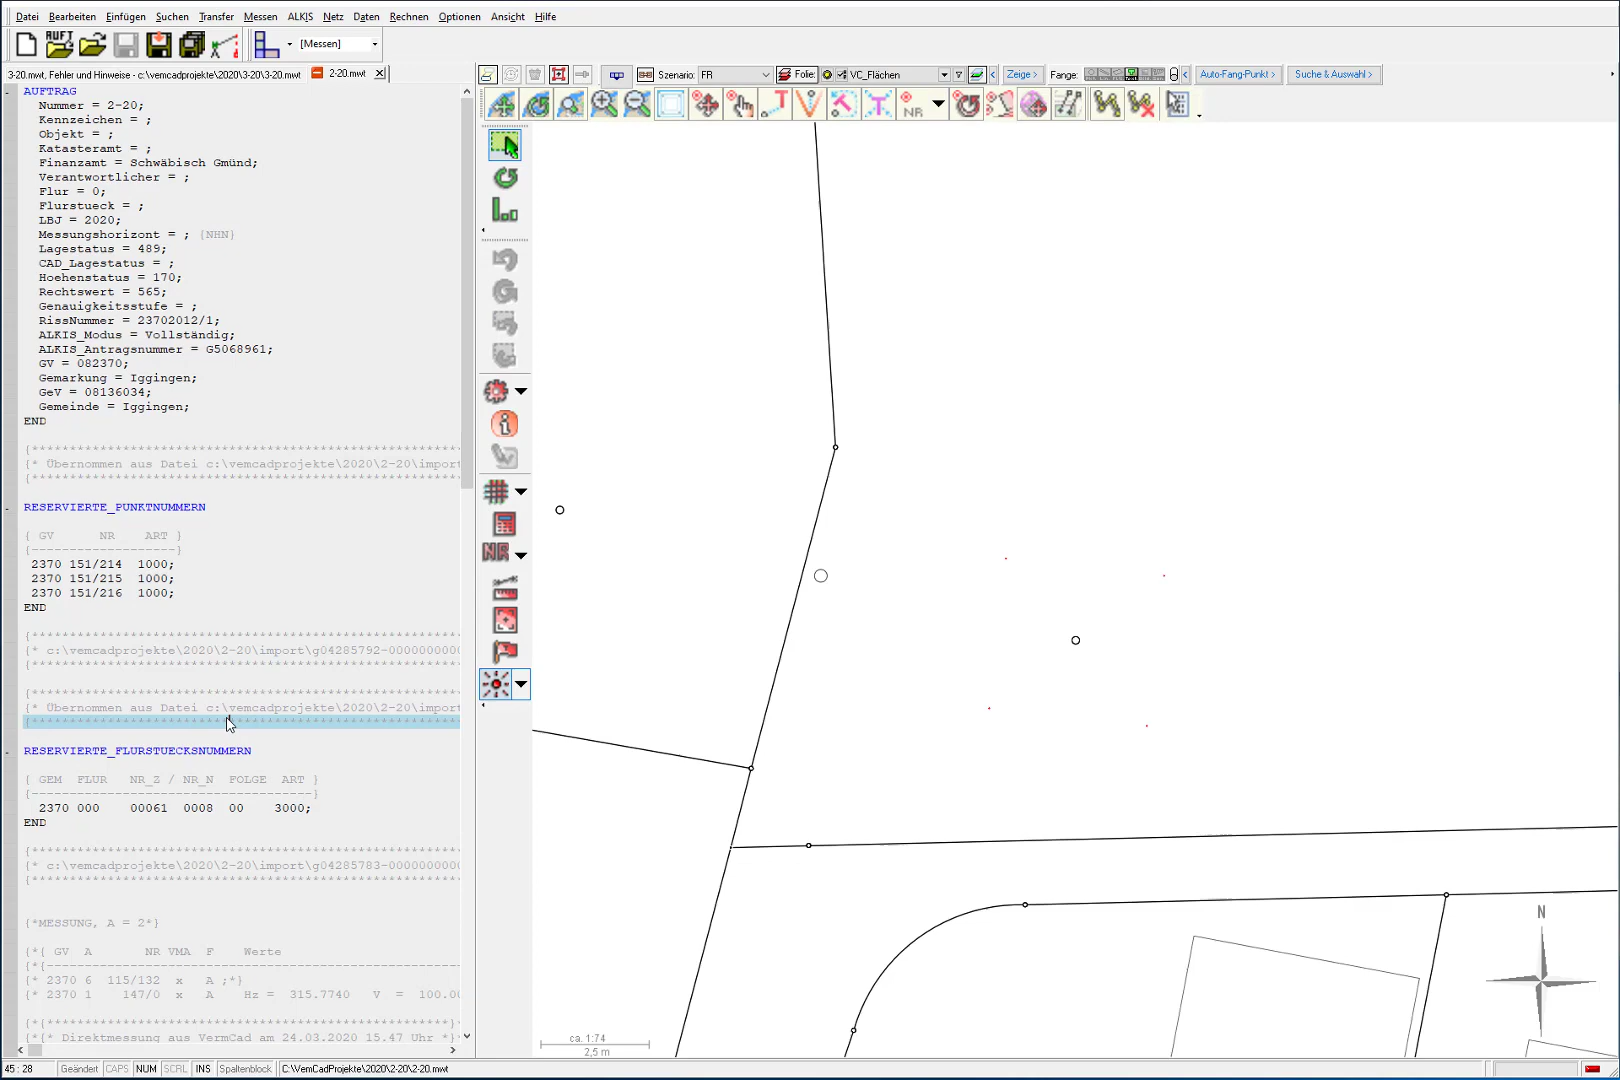 Datei Bearbeiten Einfügen Suchen Transfer Messen ALKIS Netz Daten Rechnen Optionen Ansicht Hilfe
RUFT
[Messen]
3-20.mwt, Fehler und Hinweise - c:\vemcadprojekte\2020\3-20\3-20.mwt 2-20.mwt
Szenario: FR Folie: VC_Flächen Zeige > Fange: Auto-Fang-Punkt > Suche & Auswahl >
NR
AUFTRAG
Nummer = 2-20;
Kennzeichen = ;
Objekt = ;
Katasteramt = ;
Finanzamt = Schwäbisch Gmünd;
Verantwortlicher = ;
Flur = 0;
Flurstueck = ;
LBJ = 2020;
Messungshorizont = ; {NHN}
Lagestatus = 489;
CAD_Lagestatus = ;
Hoehenstatus = 170;
Rechtswert = 565;
Genauigkeitsstufe = ;
RissNummer = 23702012/1;
ALKIS_Modus = Vollständig;
ALKIS_Antragsnummer = G5068961;
GV = 082370;
Gemarkung = Iggingen;
GeV = 08136034;
Gemeinde = Iggingen;
END
{* Übernommen aus Datei c:\vemcadprojekte\2020\2-20\import
RESERVIERTE_PUNKTNUMMERN
{ GV NR ART }
{-------------------}
2370 151/214 1000;
2370 151/215 1000;
2370 151/216 1000;
END
{* c:\vemcadprojekte\2020\2-20\import\g04285792-0000000000
{* Übernommen aus Datei c:\vemcadprojekte\2020\2-20\import
RESERVIERTE_FLURSTUECKSNUMMERN
{ GEM FLUR NR_Z / NR_N FOLGE ART }
{-------------------------------------}
2370 000 00061 0008 00 3000;
END
{* c:\vemcadprojekte\2020\2-20\import\g04285783-0000000000
{*MESSUNG, A = 2*}
{*{ GV A NR VMA F Werte
{* 2370 6 115/132 x A ;*}
{* 2370 1 147/0 x A Hz = 315.7740 V = 100.00
{*{* Direktmessung aus VermCad am 24.03.2020 15.47 Uhr *}
NR
N
ca. 1:74
2,5 m
45 : 28 Geändert CAPS NUM SCRL INS Spaltenblock C:\VemCadProjekte\2020\2-20\2-20.mwt